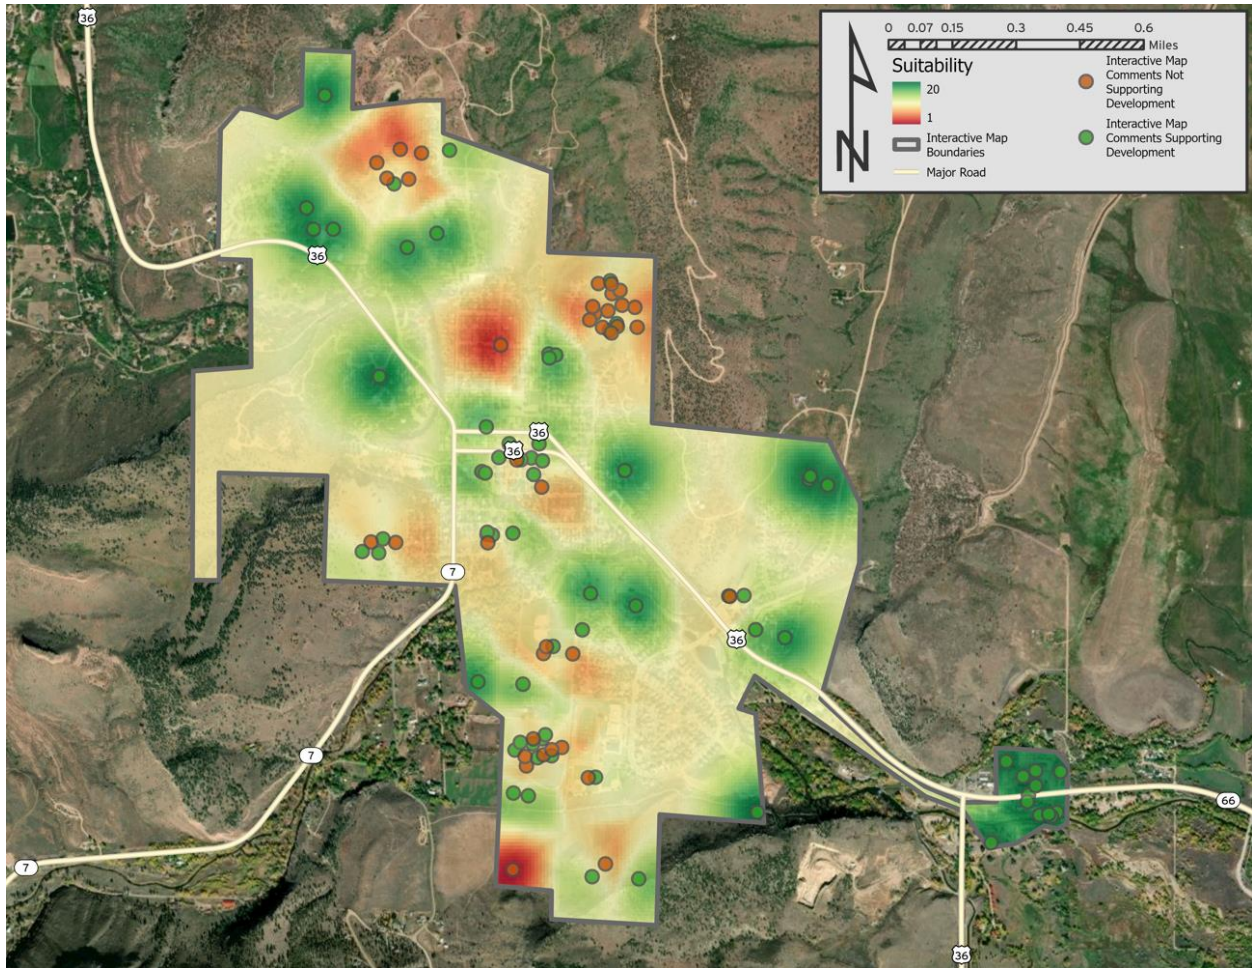 36
0 0.07 0.15 0.3 0.45 0.6
Miles
Suitability
20
1
Interactive Map
Boundaries
Major Road
Interactive Map
Comments Not
Supporting
Development
Interactive Map
Comments Supporting
Development
N
36
36
36
7
36
7
66
7
36